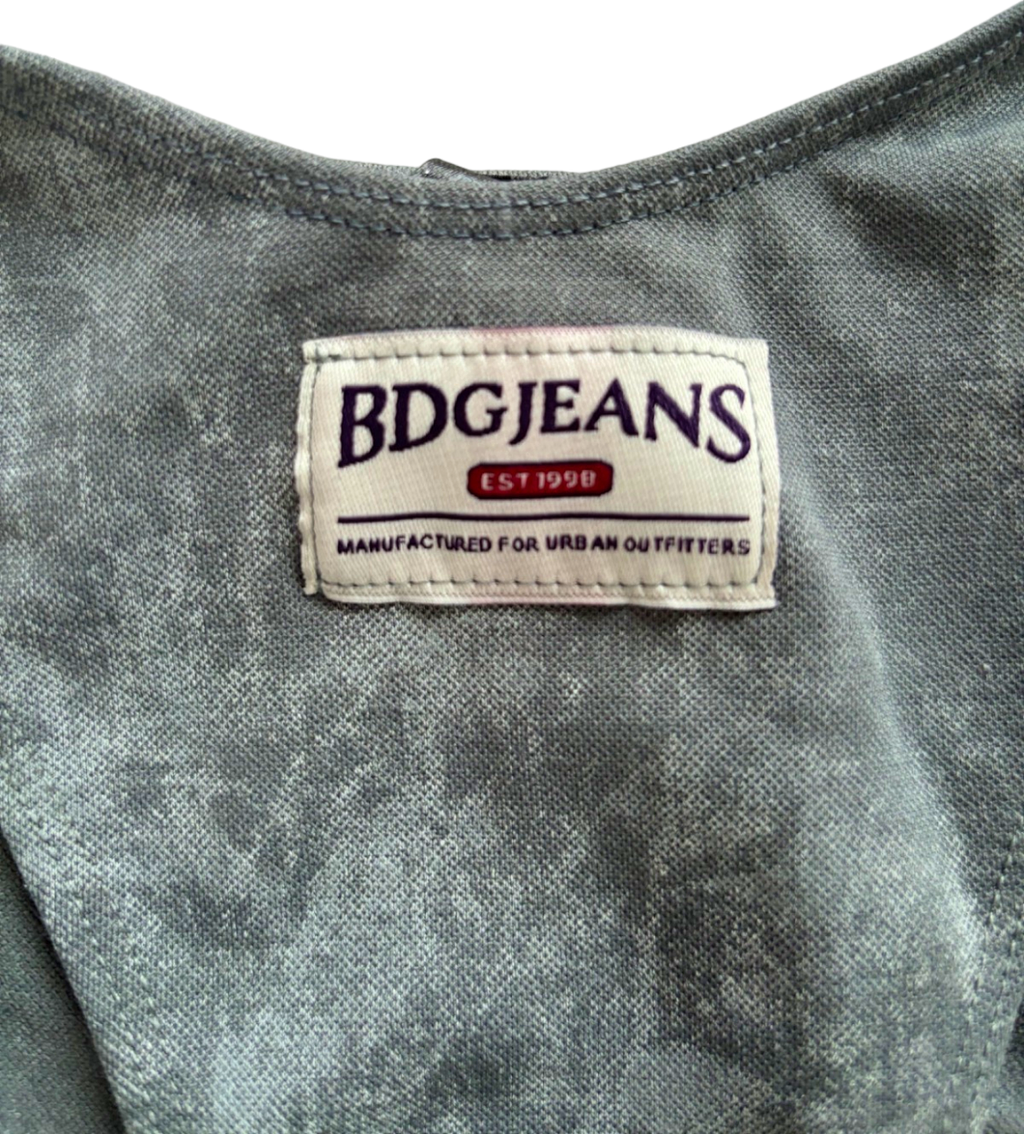 BDGJEANS
EST 1998
MANUFACTURED FOR URBAN OUTFITTERS